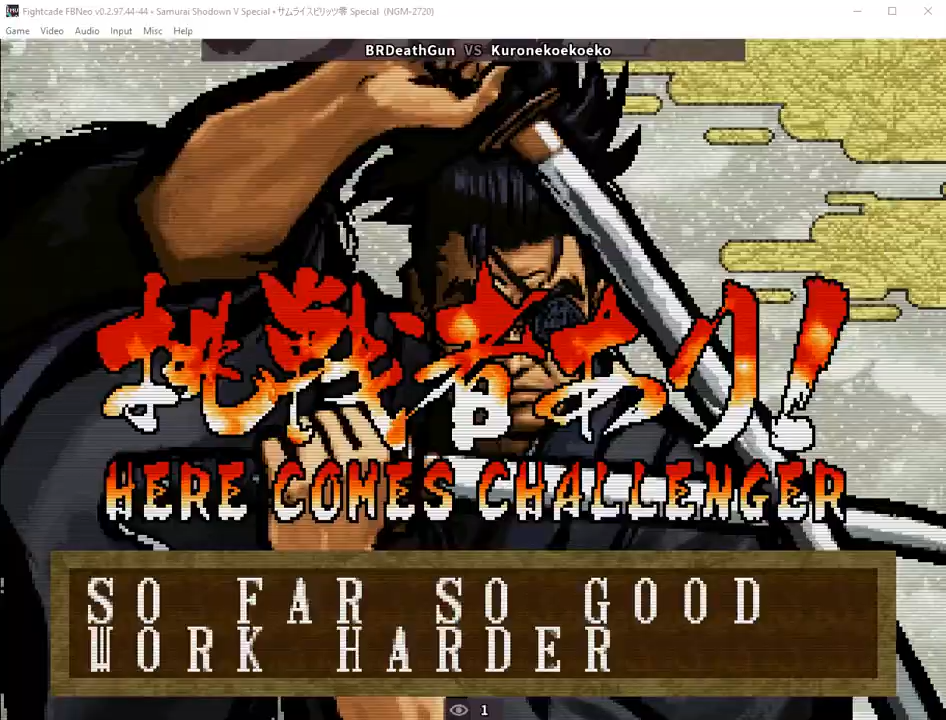 Fightcade FBNeo v0.2.97.44-44 • Samurai Shodown V Special • サムライスピリッツ零 Special (NGM-2720)
Game Video Audio Input Misc Help
BRDeathGun VS Kuronekoekoeko
挑戦者あり!
HERE COMES CHALLENGER
SO FAR SO GOOD
WORK HARDER
1